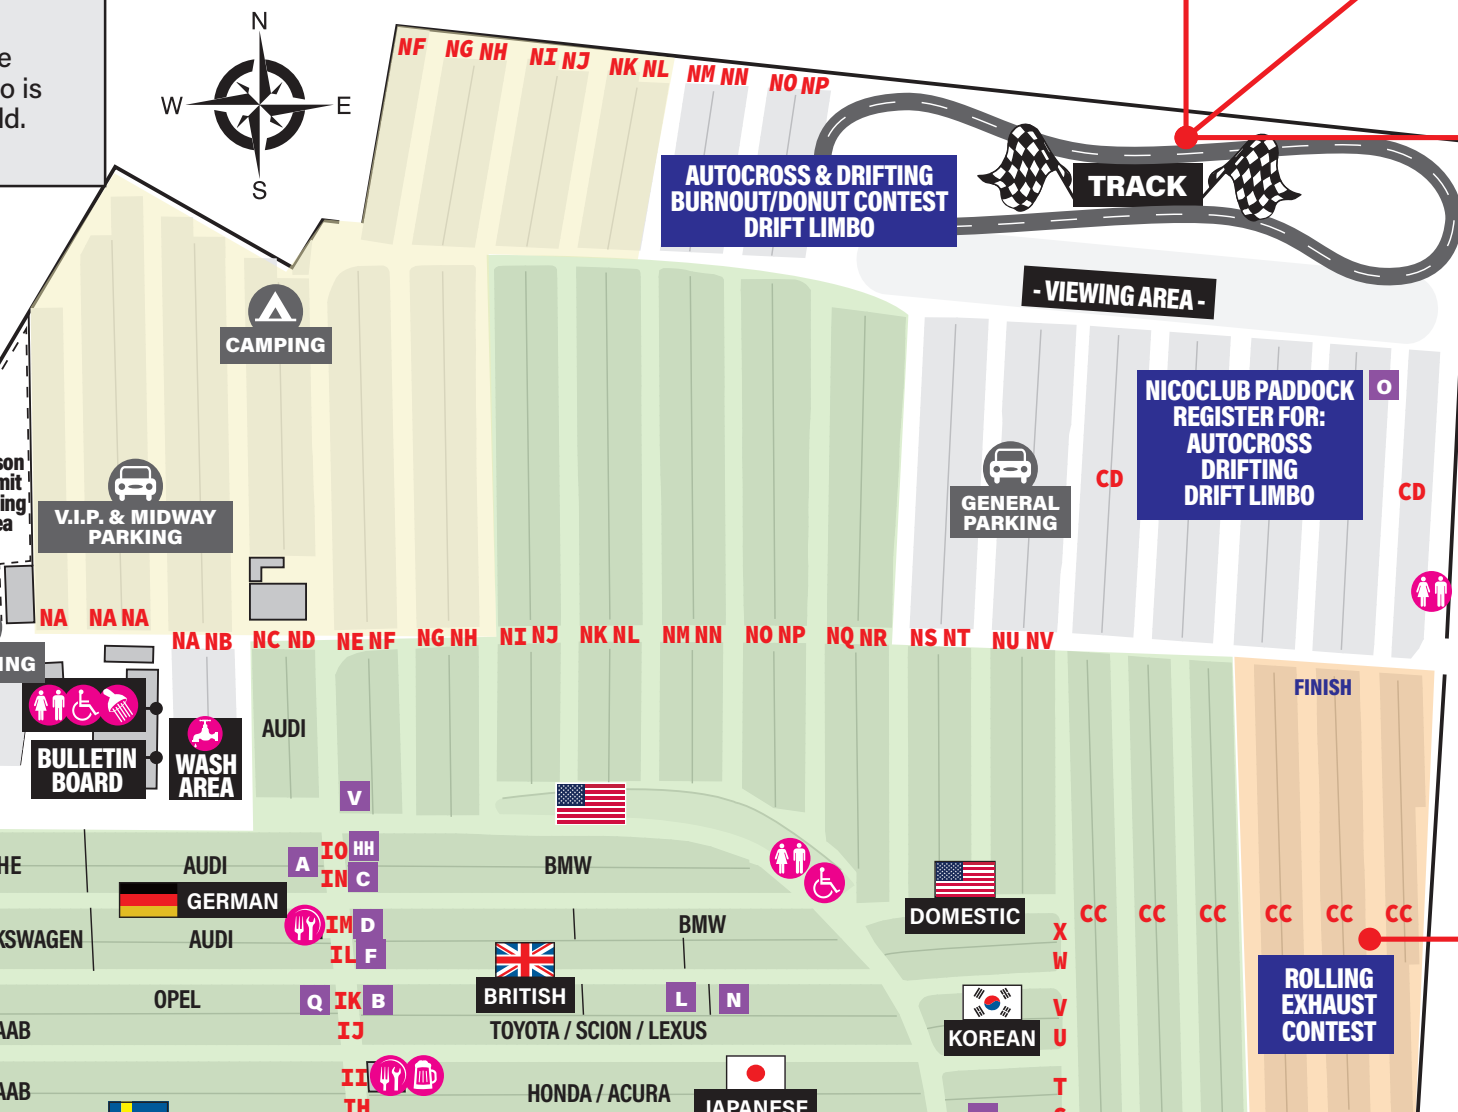 N
W
E
S
o is
ld.
NF
NG NH
NI NJ
NK NL
NM NN
NO NP
AUTOCROSS & DRIFTING
BURNOUT/DONUT CONTEST
DRIFT LIMBO
TRACK
- VIEWING AREA -
CAMPING
V.I.P. & MIDWAY
PARKING
GENERAL
PARKING
CD
NICOCLUB PADDOCK
REGISTER FOR:
AUTOCROSS
DRIFTING
DRIFT LIMBO
O
CD
son
mit
ing
ea
NA
NA NA
NA NB
NC ND
NE NF
NG NH
NI NJ
NK NL
NM NN
NO NP
NQ NR
NS NT
NU NV
ING
BULLETIN
BOARD
WASH
AREA
AUDI
V
FINISH
HE
AUDI
A
IO
HH
IN
C
BMW
GERMAN
KSWAGEN
AUDI
IM
D
IL
F
BMW
DOMESTIC
X
W
CC
CC
CC
CC
CC
CC
OPEL
Q
IK
B
BRITISH
L
N
AAB
IJ
TOYOTA / SCION / LEXUS
KOREAN
V
U
ROLLING
EXHAUST
CONTEST
AAB
II
IH
HONDA / ACURA
JAPANESE
T